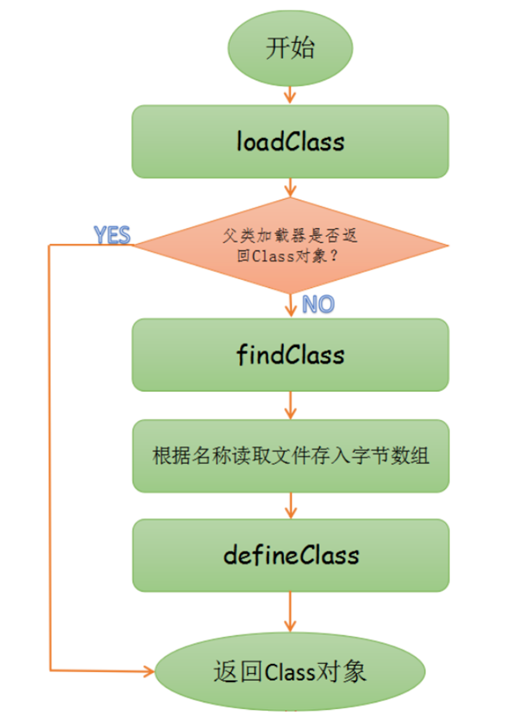 开始
loadClass
YES
父类加载器是否返
回Class对象？
NO
findClass
根据名称读取文件存入字节数组
defineClass
返回Class对象